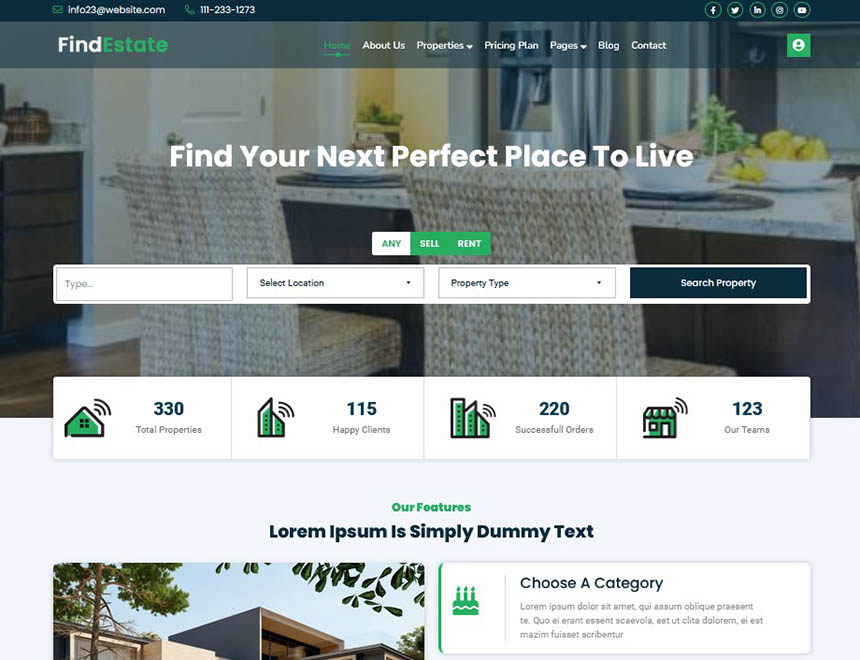 info23@website.com 111-233-1273
FindEstate
Home About Us Properties Pricing Plan Pages Blog Contact
Find Your Next Perfect Place To Live
ANY SELL RENT
Type... Select Location Property Type Search Property
330 115 220 123
Total Properties Happy Clients Successfull Orders Our Teams
Our Features
Lorem Ipsum Is Simply Dummy Text
Choose A Category
Lorem ipsum dolor sit amet, qui assum oblique praesent
te. Quo ei erant essent scaevola, est ut clita dolorem, ei est
mazim fuisset scribentur